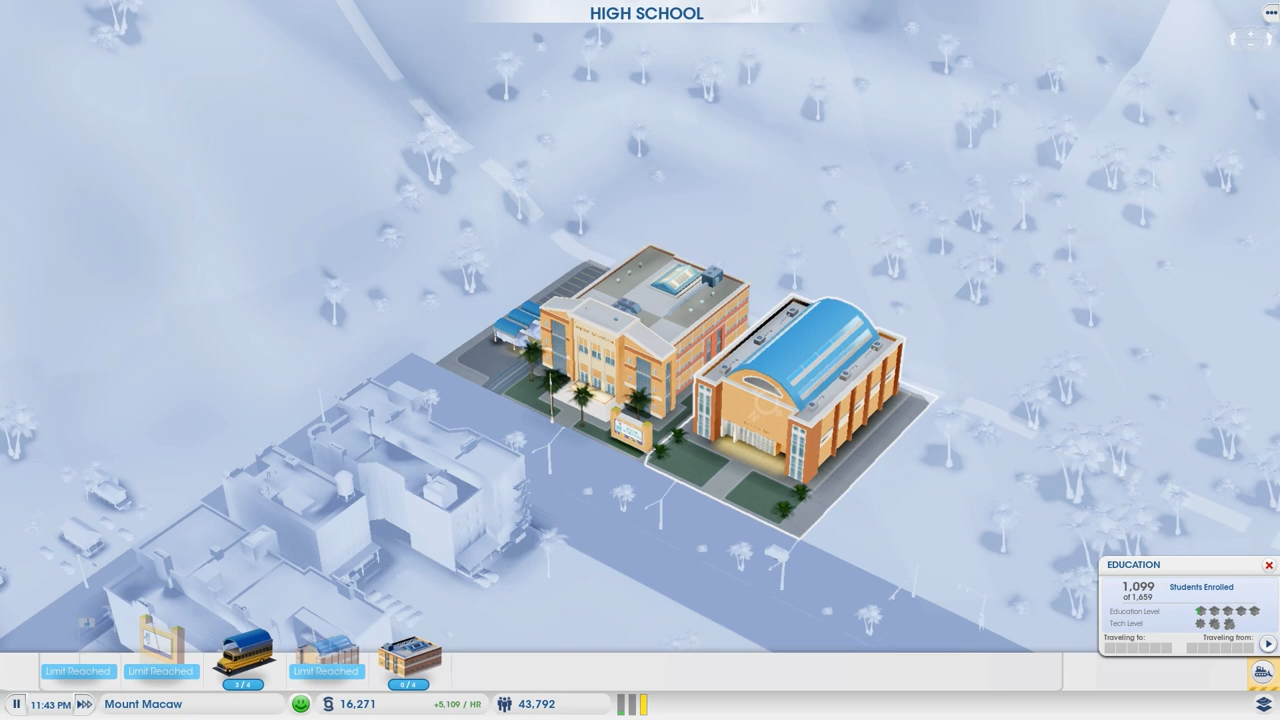 HIGH SCHOOL
EDUCATION
1,099
of 1,659
Students Enrolled
Education Level
Tech Level
Traveling to:
Traveling from:
Limit Reached
Limit Reached
3 / 4
Limit Reached
0 / 4
11:43 PM
Mount Macaw
16,271
+5,109 / HR
43,792